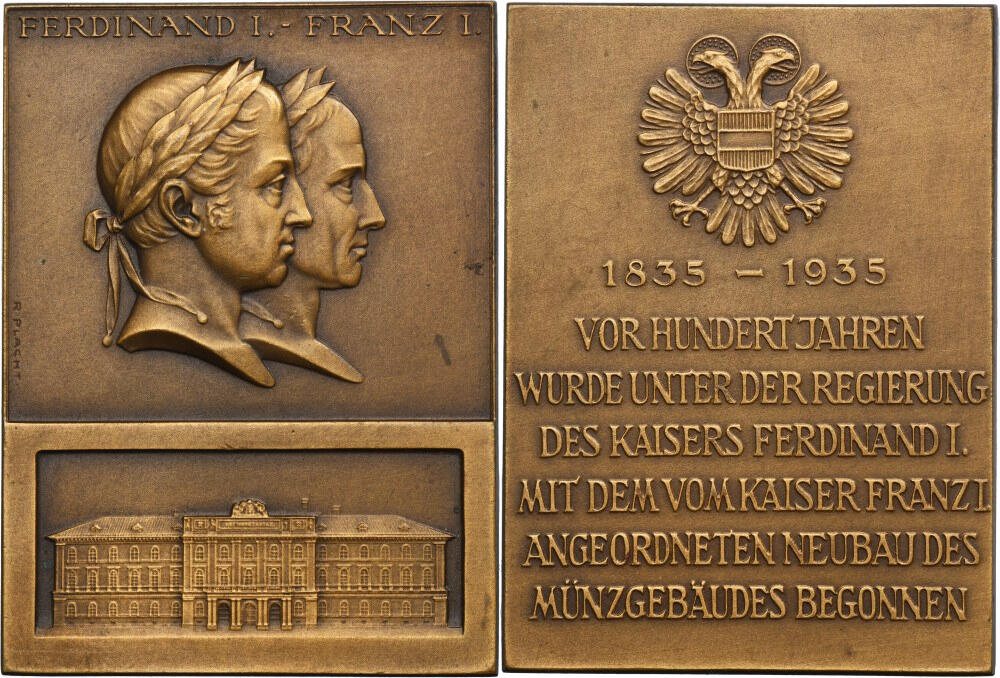 FERDINAND I. - FRANZ I.
R. PLACHT
1835 – 1935
VOR HUNDERT JAHREN
WURDE UNTER DER REGIERUNG
DES KAISERS FERDINAND I.
MIT DEM VOM KAISER FRANZ I.
ANGEORDNETEN NEUBAU DES
MÜNZGEBÄUDES BEGONNEN